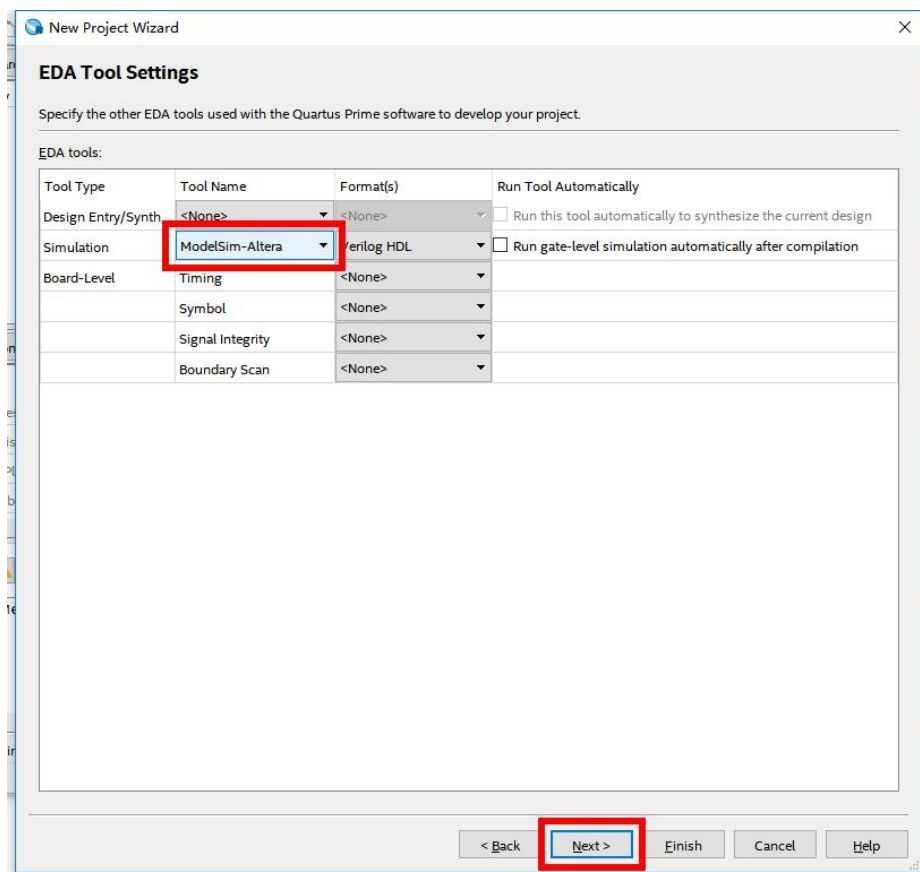 New Project Wizard
EDA Tool Settings
Specify the other EDA tools used with the Quartus Prime software to develop your project.
EDA tools:
Tool Type Tool Name Format(s) Run Tool Automatically
Design Entry/Synth <None> <None> Run this tool automatically to synthesize the current design
Simulation ModelSim-Altera Verilog HDL Run gate-level simulation automatically after compilation
Board-Level Timing <None>
Symbol <None>
Signal Integrity <None>
Boundary Scan <None>
< Back Next > Finish Cancel Help